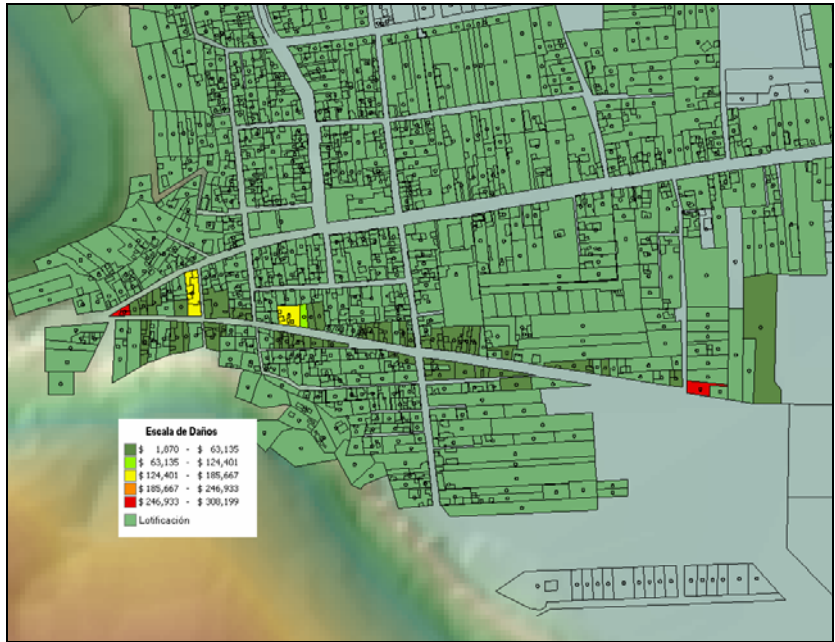 Escala de Daños
$ 1,870 - $ 63,135
$ 63,135 - $ 124,401
$ 124,401 - $ 185,667
$ 185,667 - $ 246,933
$ 246,933 - $ 308,199
Lotificación